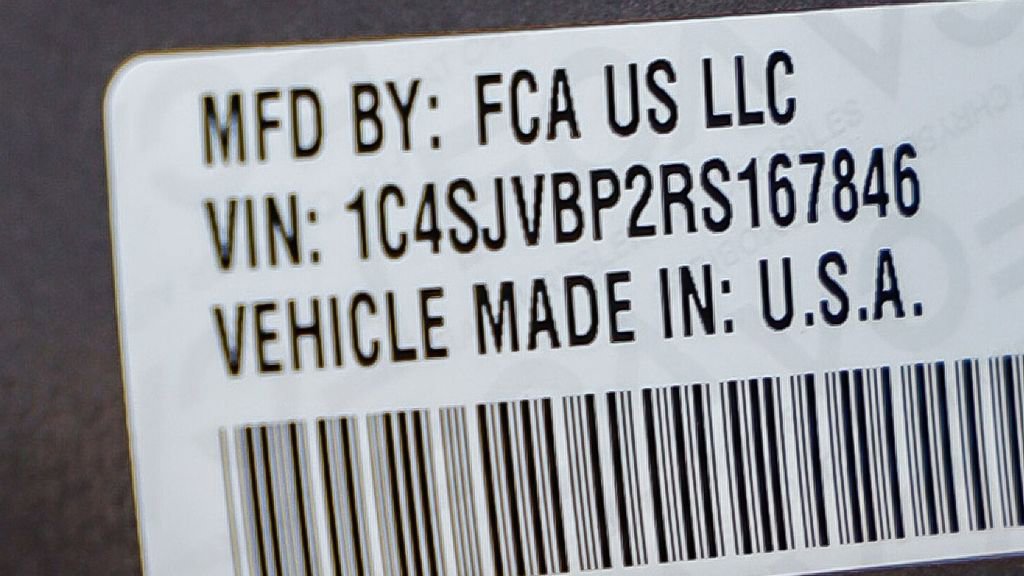 MFD BY: FCA US LLC
VIN: 1C4SJVBP2RS167846
VEHICLE MADE IN: U.S.A.